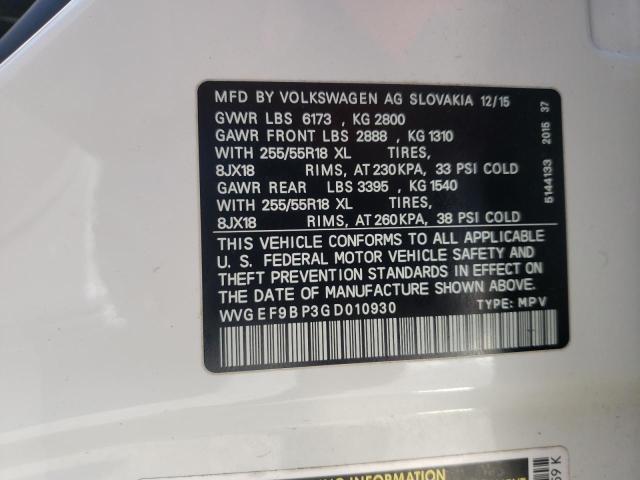 MFD BY VOLKSWAGEN AG SLOVAKIA 12/15
GVWR LBS 6173 , KG 2800
GAWR FRONT LBS 2888 , KG 1310
WITH 255/55R18 XL TIRES,
8JX18 RIMS, AT 230KPA, 33 PSI COLD
GAWR REAR LBS 3395 , KG 1540
WITH 255/55R18 XL TIRES,
8JX18 RIMS, AT 260KPA, 38 PSI COLD
THIS VEHICLE CONFORMS TO ALL APPLICABLE
U. S. FEDERAL MOTOR VEHICLE SAFETY AND
THEFT PREVENTION STANDARDS IN EFFECT ON
THE DATE OF MANUFACTURE SHOWN ABOVE.
WVGEF9BP3GD010930 TYPE: MPV
5144133 2015 37
INFORMATION
59 K